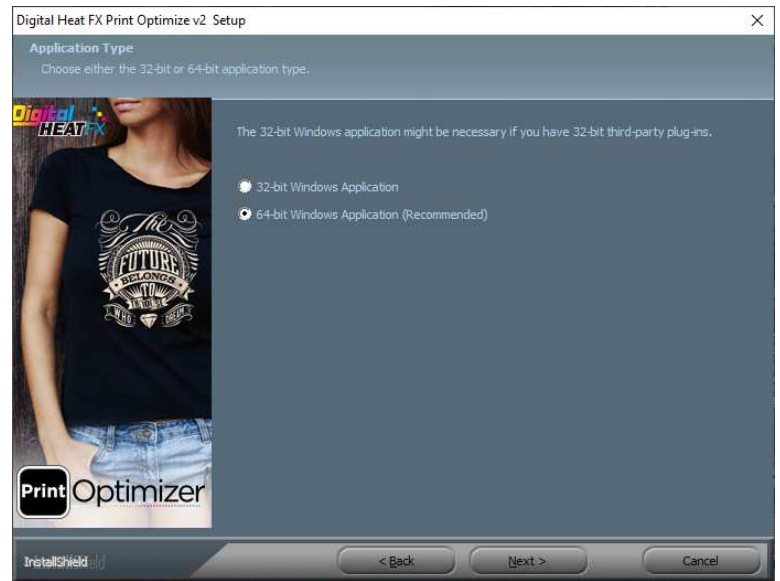 Digital Heat FX Print Optimize v2 Setup
Application Type
Choose either the 32-bit or 64-bit application type.
Digital
HEAT FX
The 32-bit Windows application might be necessary if you have 32-bit third-party plug-ins.
32-bit Windows Application
64-bit Windows Application (Recommended)
The
FUTURE
BELONGS
TO
THOSE
WHO DREAM
Print Optimizer
InstallShield
< Back
Next >
Cancel